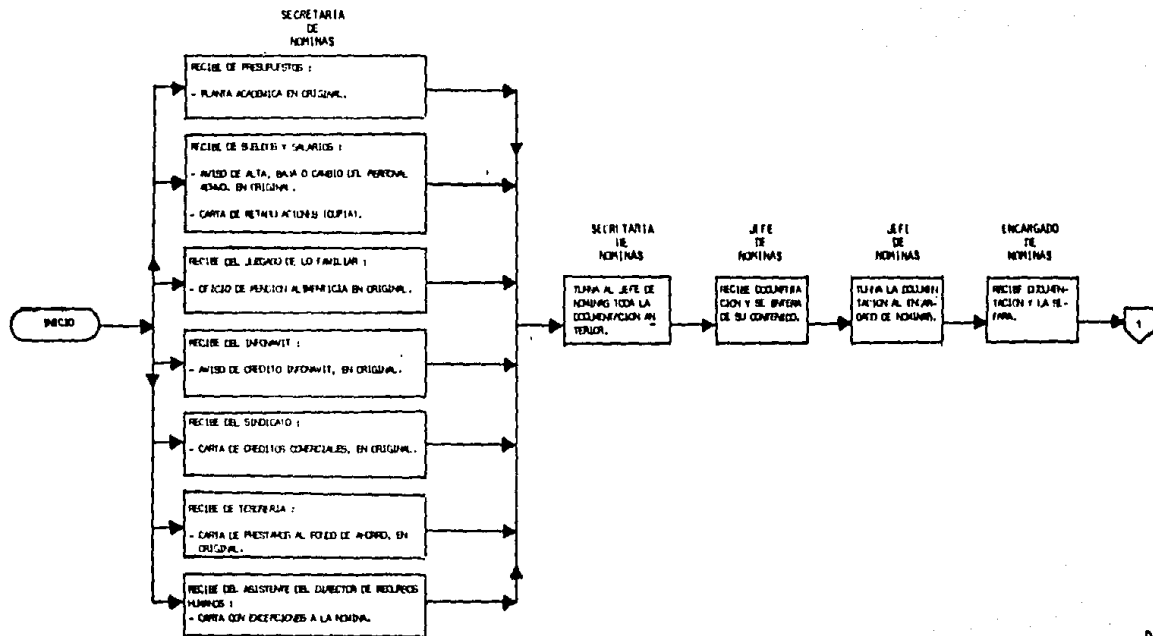 SECRETARIA
DE
NOMINAS
RECIBE DE PRESUPUESTOS :
- PLANTA ACADEMICA EN ORIGINAL.
RECIBE DE SUELDOS Y SALARIOS :
- AVISO DE ALTA, BAJA O CAMBIO DEL PERSONAL
ADMVO. EN ORIGINAL.
- CARTA DE RETABULACIONES (COPIA).
RECIBE DEL JUZGADO DE LO FAMILIAR :
- OFICIO DE PENSION ALIMENTICIA EN ORIGINAL.
INICIO
RECIBE DEL INFONAVIT :
- AVISO DE CREDITO INFONAVIT, EN ORIGINAL.
RECIBE DEL SINDICATO :
- CARTA DE CREDITOS COMERCIALES, EN ORIGINAL.
RECIBE DE TESORERIA :
- CARTA DE PRESTAMOS AL FONDO DE AHORRO, EN
ORIGINAL.
RECIBE DEL ASISTENTE DEL DIRECTOR DE RECURSOS
HUMANOS :
- CARTA CON EXCEPCIONES A LA NOMINA.
SECRETARIA
DE
NOMINAS
TURNA AL JEFE DE
NOMINAS TODA LA
DOCUMENTACION AN
TERIOR.
JEFE
DE
NOMINAS
RECIBE DOCUMENTA
CION Y SE ENTERA
DE SU CONTENIDO.
JEFE
DE
NOMINAS
TURNA LA DOCUMEN
TACION AL ENCAR-
GADO DE NOMINAS.
ENCARGADO
DE
NOMINAS
RECIBE DOCUMEN-
TACION Y LA SE-
PARA.
1